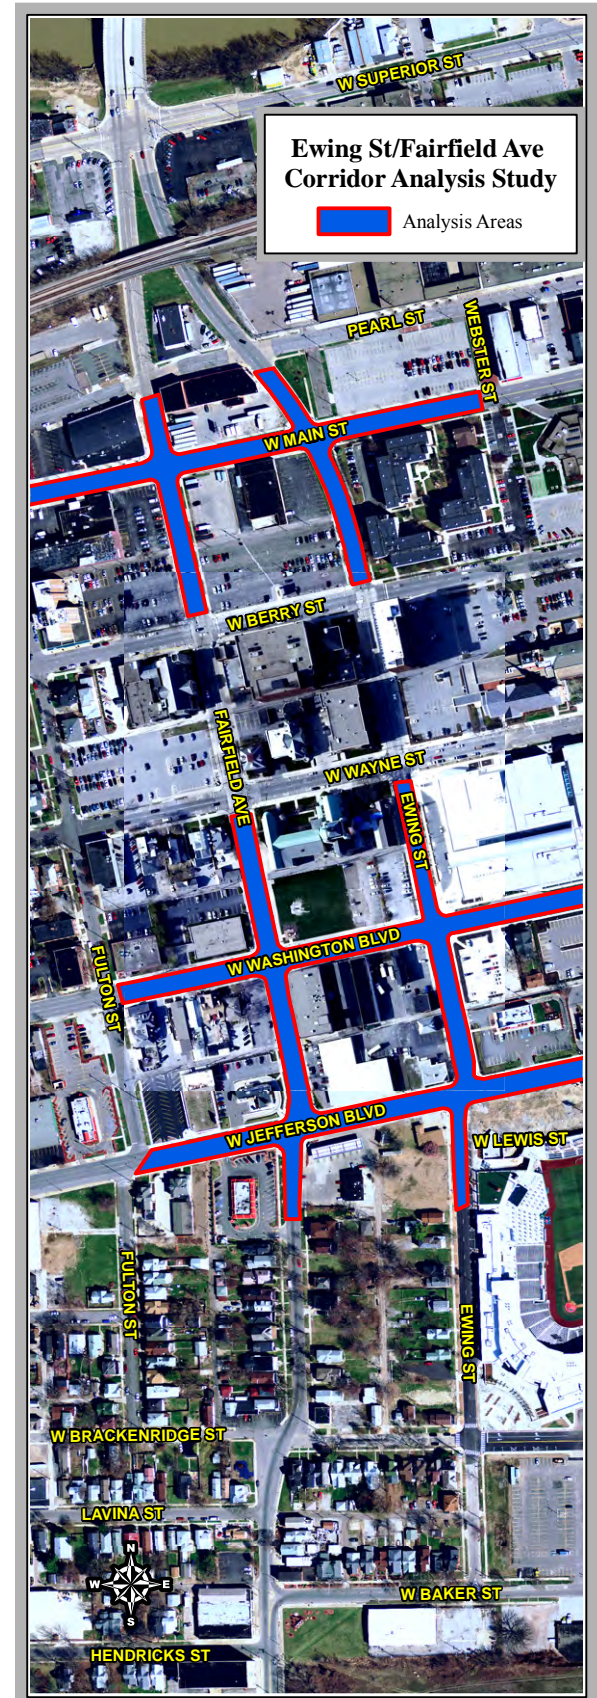 W SUPERIOR ST
Ewing St/Fairfield Ave
Corridor Analysis Study
Analysis Areas
PEARL ST
WEBSTER ST
W MAIN ST
W BERRY ST
FAIRFIELD AVE
W WAYNE ST
EWING ST
FULTON ST
W WASHINGTON BLVD
W JEFFERSON BLVD
W LEWIS ST
FULTON ST
EWING ST
W BRACKENRIDGE ST
LAVINA ST
N
W E
S
W BAKER ST
HENDRICKS ST